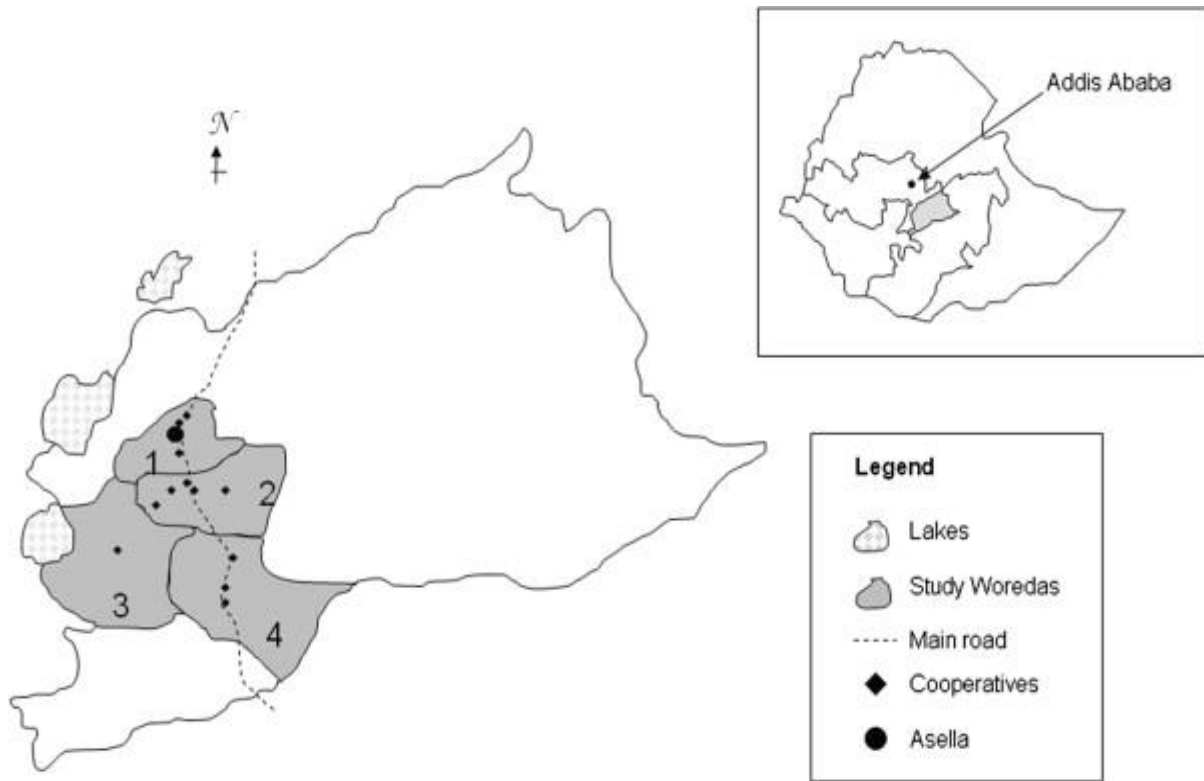 Addis Ababa
N
1
2
3
4
Legend
Lakes
Study Woredas
Main road
Cooperatives
Asella